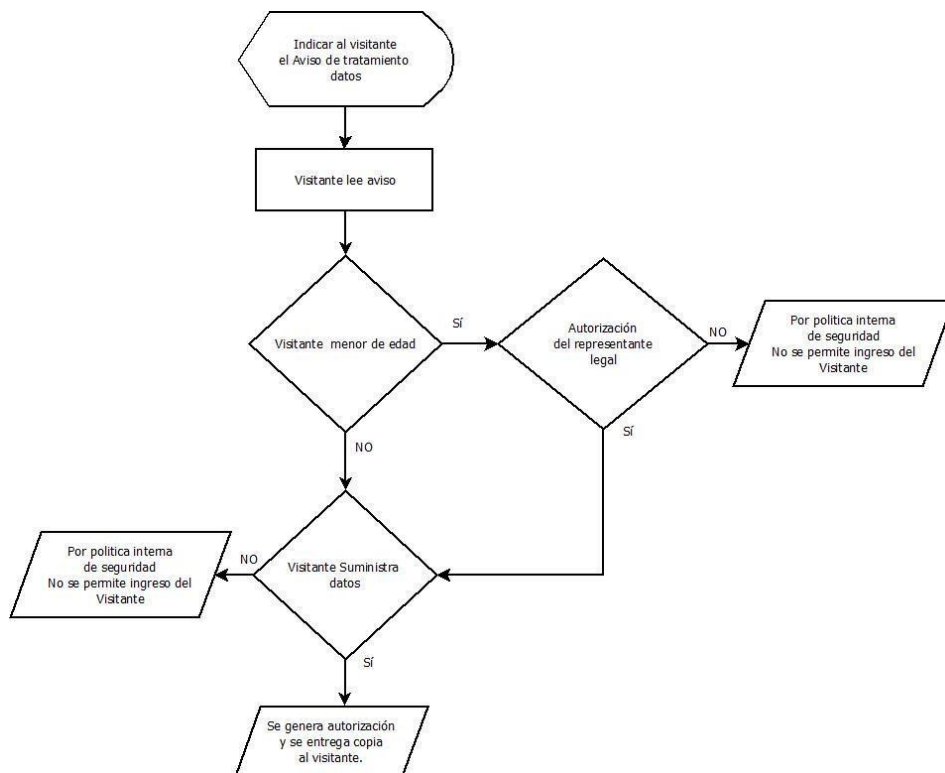 Indicar al visitante
el Aviso de tratamiento
datos
Visitante lee aviso
Visitante menor de edad
Sí
Autorización
del representante
legal
NO
Por politica interna
de seguridad
No se permite ingreso del
Visitante
Sí
NO
Visitante Suministra
datos
NO
Por politica interna
de seguridad
No se permite ingreso del
Visitante
Sí
Se genera autorización
y se entrega copia
al visitante.